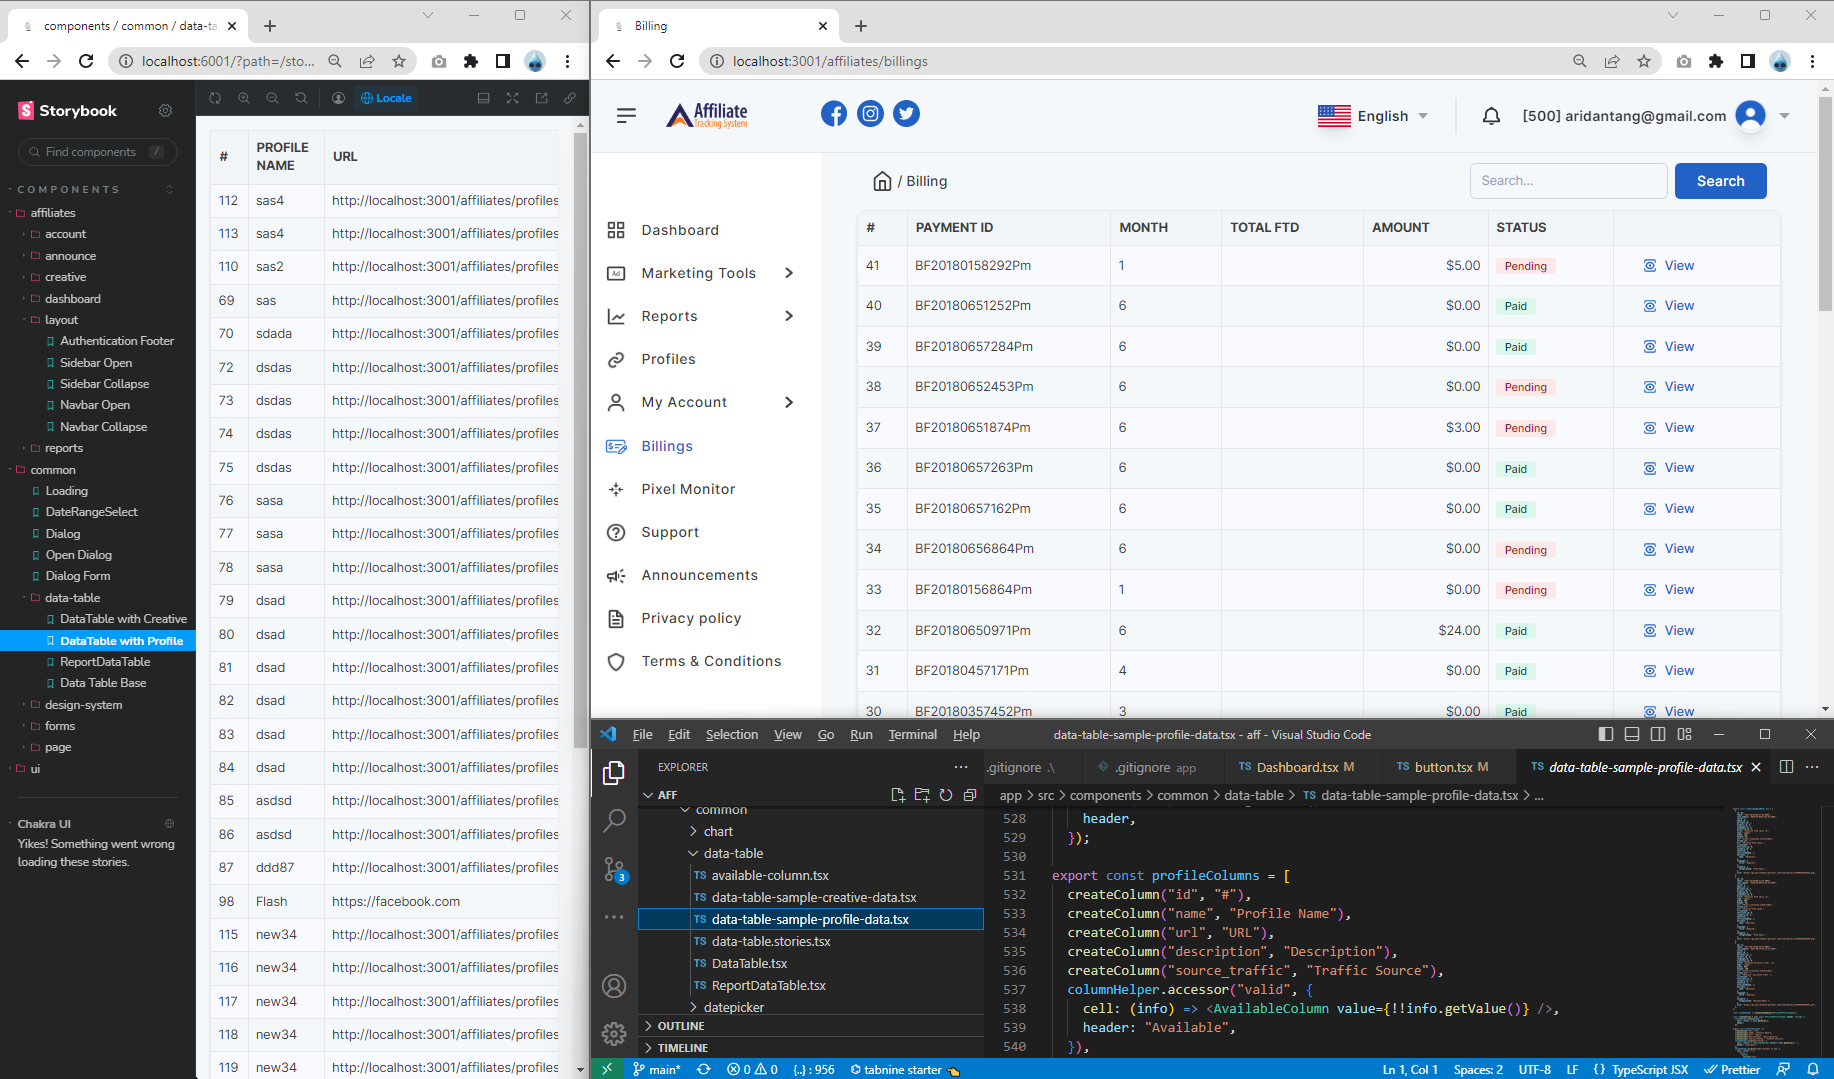 components / common / data-ta
localhost:6001/?path=/sto...
Storybook
Find components /
COMPONENTS
affiliates
account
announce
creative
dashboard
layout
Authentication Footer
Sidebar Open
Sidebar Collapse
Navbar Open
Navbar Collapse
reports
common
Loading
DateRangeSelect
Dialog
Open Dialog
Dialog Form
data-table
DataTable with Creative
DataTable with Profile
ReportDataTable
Data Table Base
design-system
forms
page
ui
Chakra UI
Yikes! Something went wrong
loading these stories.
Locale
# PROFILE NAME URL
112 sas4 http://localhost:3001/affiliates/profiles
113 sas4 http://localhost:3001/affiliates/profiles
110 sas2 http://localhost:3001/affiliates/profiles
69 sas http://localhost:3001/affiliates/profiles
70 sdada http://localhost:3001/affiliates/profiles
72 dsdas http://localhost:3001/affiliates/profiles
73 dsdas http://localhost:3001/affiliates/profiles
74 dsdas http://localhost:3001/affiliates/profiles
75 dsdas http://localhost:3001/affiliates/profiles
76 sasa http://localhost:3001/affiliates/profiles
77 sasa http://localhost:3001/affiliates/profiles
78 sasa http://localhost:3001/affiliates/profiles
79 dsad http://localhost:3001/affiliates/profiles
80 dsad http://localhost:3001/affiliates/profiles
81 dsad http://localhost:3001/affiliates/profiles
82 dsad http://localhost:3001/affiliates/profiles
83 dsad http://localhost:3001/affiliates/profiles
84 dsad http://localhost:3001/affiliates/profiles
85 asdsd http://localhost:3001/affiliates/profiles
86 asdsd http://localhost:3001/affiliates/profiles
87 ddd87 http://localhost:3001/affiliates/profiles
98 Flash https://facebook.com
115 new34 http://localhost:3001/affiliates/profiles
116 new34 http://localhost:3001/affiliates/profiles
117 new34 http://localhost:3001/affiliates/profiles
118 new34 http://localhost:3001/affiliates/profiles
119 new34 http://localhost:3001/affiliates/profiles
Billing
localhost:3001/affiliates/billings
Affiliate
Tracking System
English
[500] aridantang@gmail.com
Dashboard
Ad Marketing Tools
Reports
Profiles
My Account
Billings
Pixel Monitor
Support
Announcements
Privacy policy
Terms & Conditions
/ Billing
Search...
Search
# PAYMENT ID MONTH TOTAL FTD AMOUNT STATUS
41 BF20180158292Pm 1 $5.00 Pending View
40 BF20180651252Pm 6 $0.00 Paid View
39 BF20180657284Pm 6 $0.00 Paid View
38 BF20180652453Pm 6 $0.00 Pending View
37 BF20180651874Pm 6 $3.00 Pending View
36 BF20180657263Pm 6 $0.00 Paid View
35 BF20180657162Pm 6 $0.00 Paid View
34 BF20180656864Pm 6 $0.00 Pending View
33 BF20180156864Pm 1 $0.00 Pending View
32 BF20180650971Pm 6 $24.00 Paid View
31 BF20180457171Pm 4 $0.00 Paid View
30 BF20180357452Pm 3 $0.00 Paid View
File Edit Selection View Go Run Terminal Help
data-table-sample-profile-data.tsx - aff - Visual Studio Code
EXPLORER
AFF
common
chart
data-table
TS available-column.tsx
TS data-table-sample-creative-data.tsx
TS data-table-sample-profile-data.tsx
TS data-table.stories.tsx
TS DataTable.tsx
TS ReportDataTable.tsx
datepicker
OUTLINE
TIMELINE
3
.gitignore .\
.gitignore app
TS Dashboard.tsx M
TS button.tsx M
TS data-table-sample-profile-data.tsx
app > src > components > common > data-table > TS data-table-sample-profile-data.tsx > ...
528 header,
529 });
530
531 export const profileColumns = [
532 createColumn("id", "#"),
533 createColumn("name", "Profile Name"),
534 createColumn("url", "URL"),
535 createColumn("description", "Description"),
536 createColumn("source_traffic", "Traffic Source"),
537 columnHelper.accessor("valid", {
538 cell: (info) => <AvailableColumn value={!!info.getValue()} />,
539 header: "Available",
540 }),
main* 0 0 {..} : 956 tabnine starter
Ln 1, Col 1 Spaces: 2 UTF-8 LF { } TypeScript JSX Prettier